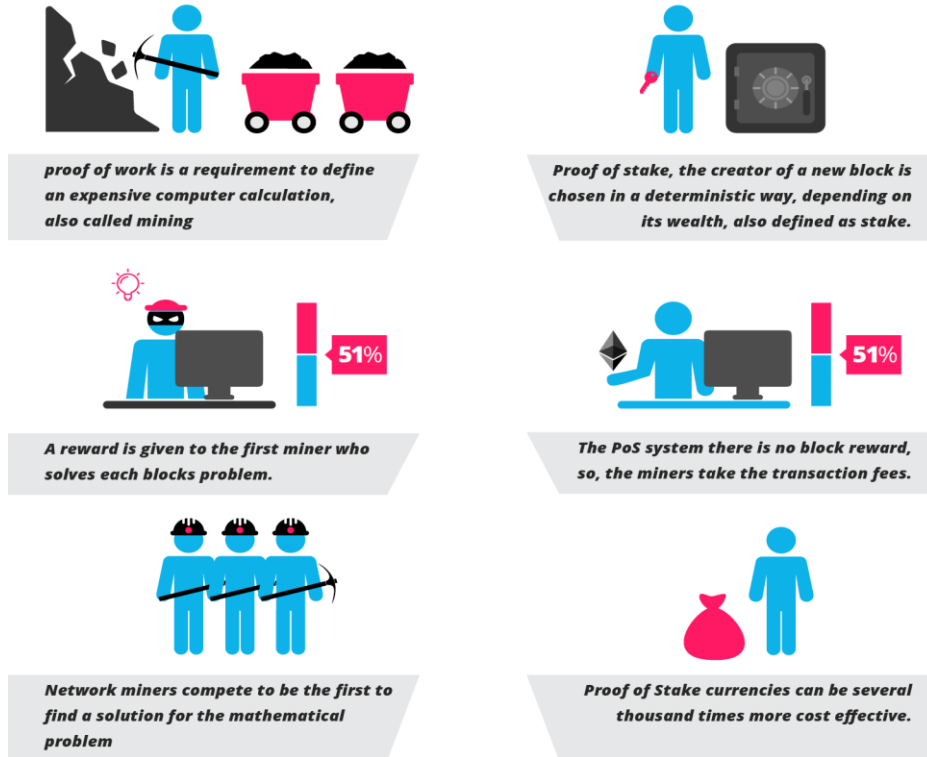 proof of work is a requirement to define
an expensive computer calculation,
also called mining
Proof of stake, the creator of a new block is
chosen in a deterministic way, depending on
its wealth, also defined as stake.
51%
51%
A reward is given to the first miner who
solves each blocks problem.
The PoS system there is no block reward,
so, the miners take the transaction fees.
Network miners compete to be the first to
find a solution for the mathematical
problem
Proof of Stake currencies can be several
thousand times more cost effective.